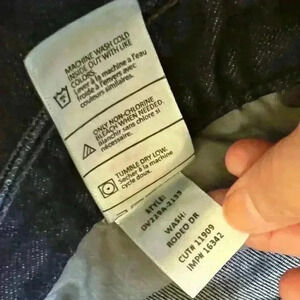 MACHINE WASH COLD
INSIDE OUT WITH LIKE
COLORS.
Laver à la machine à l'eau
froide à l'envers avec
couleurs similaires.
ONLY NON-CHLORINE
BLEACH WHEN NEEDED.
Blanchir sans chlore si
nécessaire.
TUMBLE DRY LOW.
Sécher à la machine
cycle doux.
STYLE:
WASH:
RODEO DR
CUT# 11909
IMP# 16342